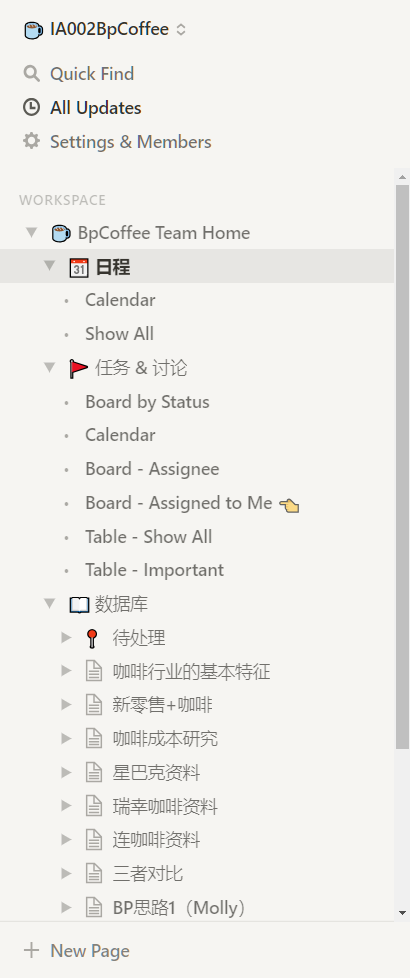 IA002BpCoffee
Quick Find
All Updates
Settings & Members
WORKSPACE
BpCoffee Team Home
31 日程
Calendar
Show All
任务 & 讨论
Board by Status
Calendar
Board - Assignee
Board - Assigned to Me
Table - Show All
Table - Important
数据库
待处理
咖啡行业的基本特征
新零售+咖啡
咖啡成本研究
星巴克资料
瑞幸咖啡资料
连咖啡资料
三者对比
BP思路1（Molly）
New Page